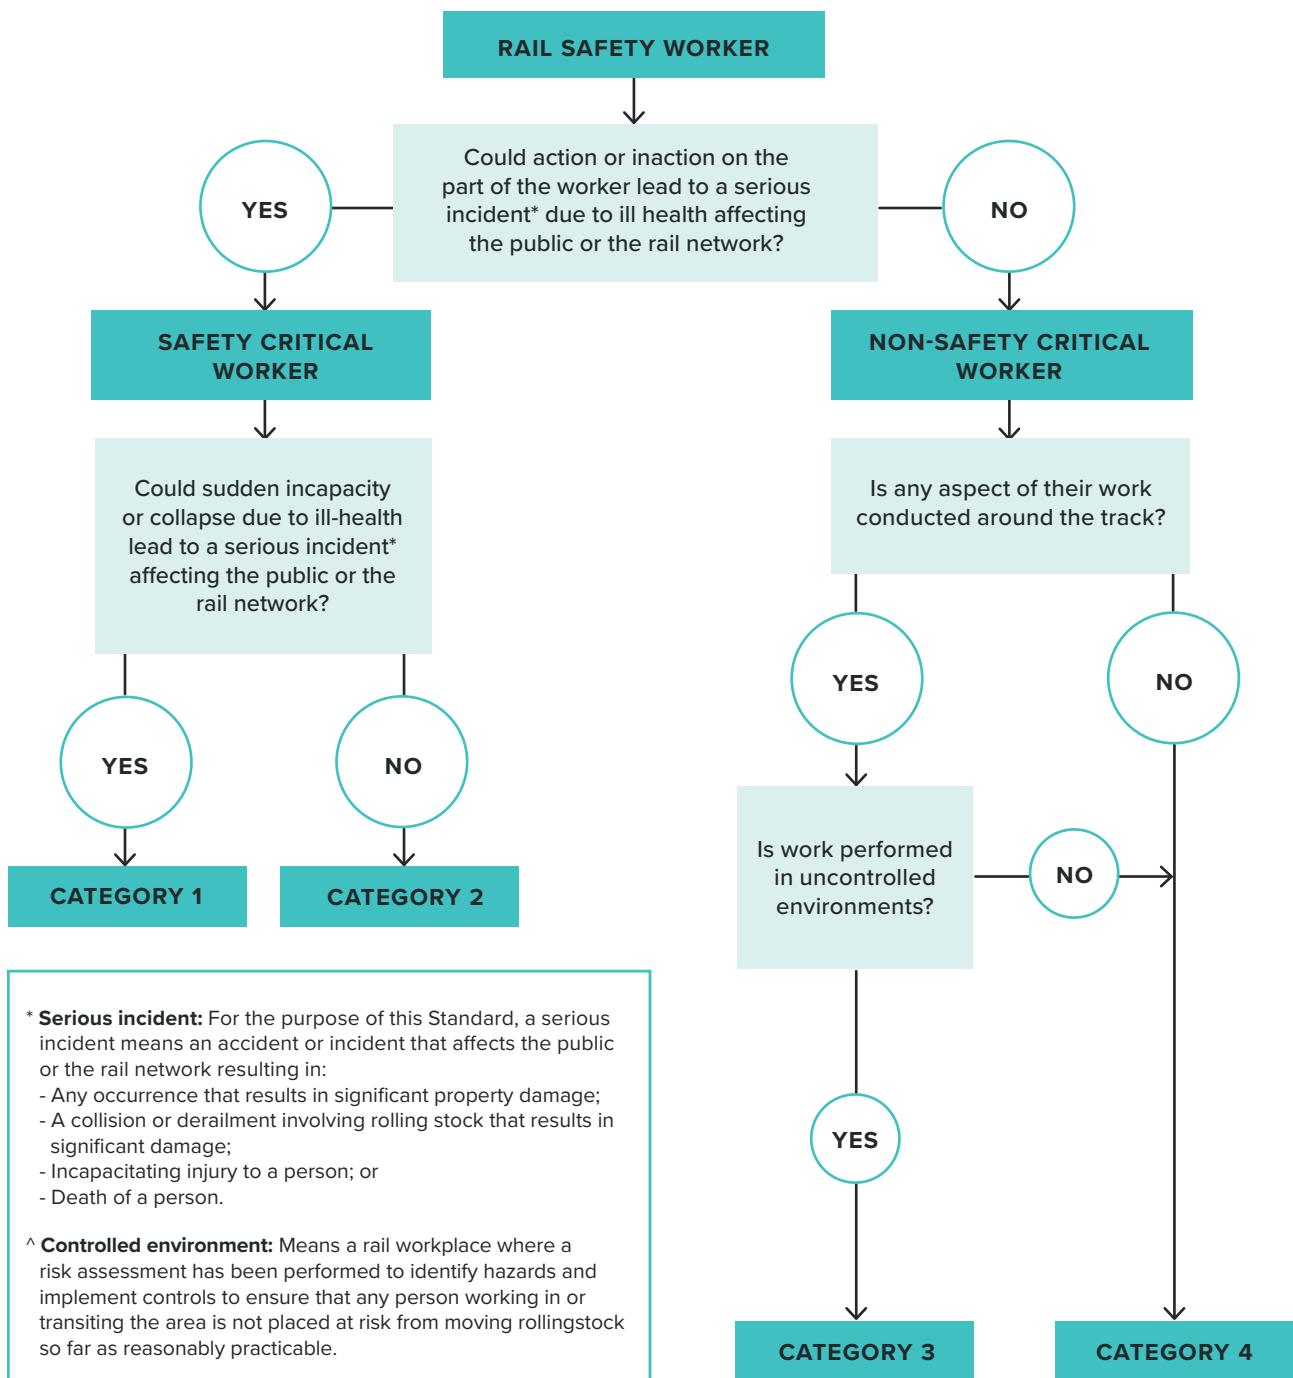 RAIL SAFETY WORKER
Could action or inaction on the
part of the worker lead to a serious
incident* due to ill health affecting
the public or the rail network?
YES
NO
SAFETY CRITICAL
WORKER
NON-SAFETY CRITICAL
WORKER
Could sudden incapacity
or collapse due to ill-health
lead to a serious incident*
affecting the public or the
rail network?
Is any aspect of their work
conducted around the track?
YES
NO
YES
NO
CATEGORY 1
CATEGORY 2
Is work performed
in uncontrolled
environments?
NO
YES
* Serious incident: For the purpose of this Standard, a serious
incident means an accident or incident that affects the public
or the rail network resulting in:
- Any occurrence that results in significant property damage;
- A collision or derailment involving rolling stock that results in
significant damage;
- Incapacitating injury to a person; or
- Death of a person.
^ Controlled environment: Means a rail workplace where a
risk assessment has been performed to identify hazards and
implement controls to ensure that any person working in or
transiting the area is not placed at risk from moving rollingstock
so far as reasonably practicable.
CATEGORY 3
CATEGORY 4